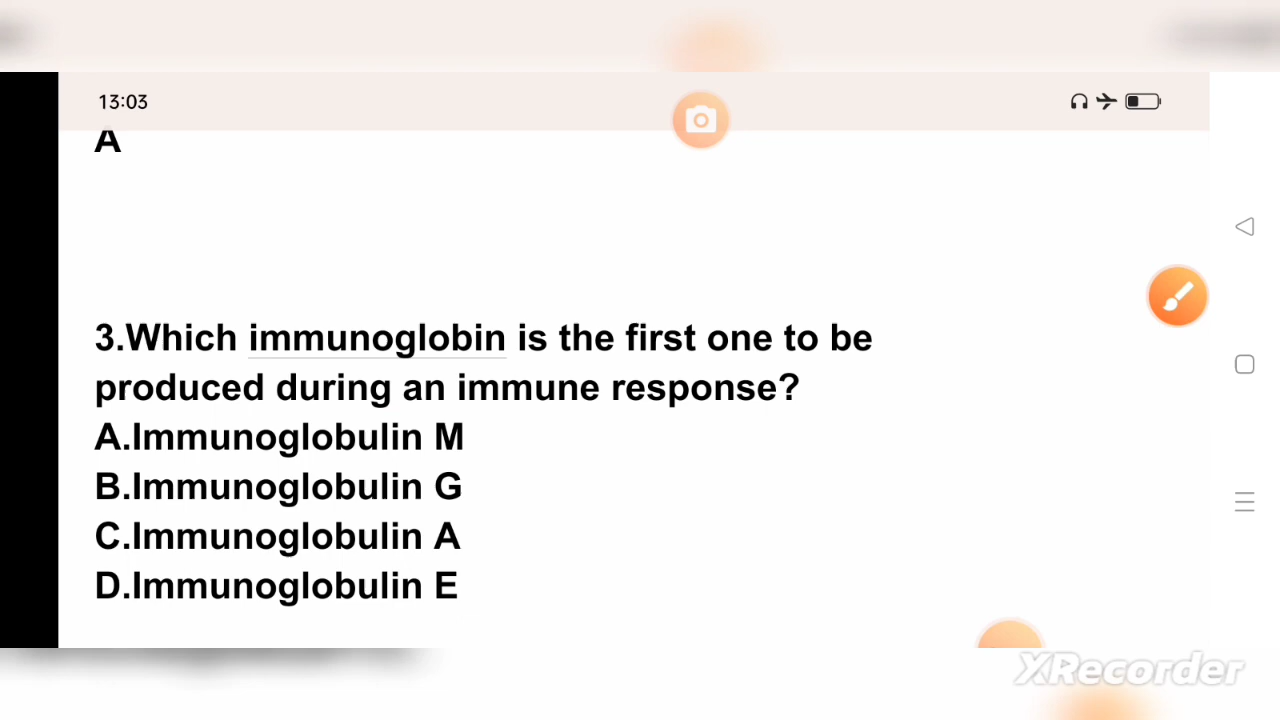 13:03
A
3.Which immunoglobin is the first one to be
produced during an immune response?
A.Immunoglobulin M
B.Immunoglobulin G
C.Immunoglobulin A
D.Immunoglobulin E
XRecorder